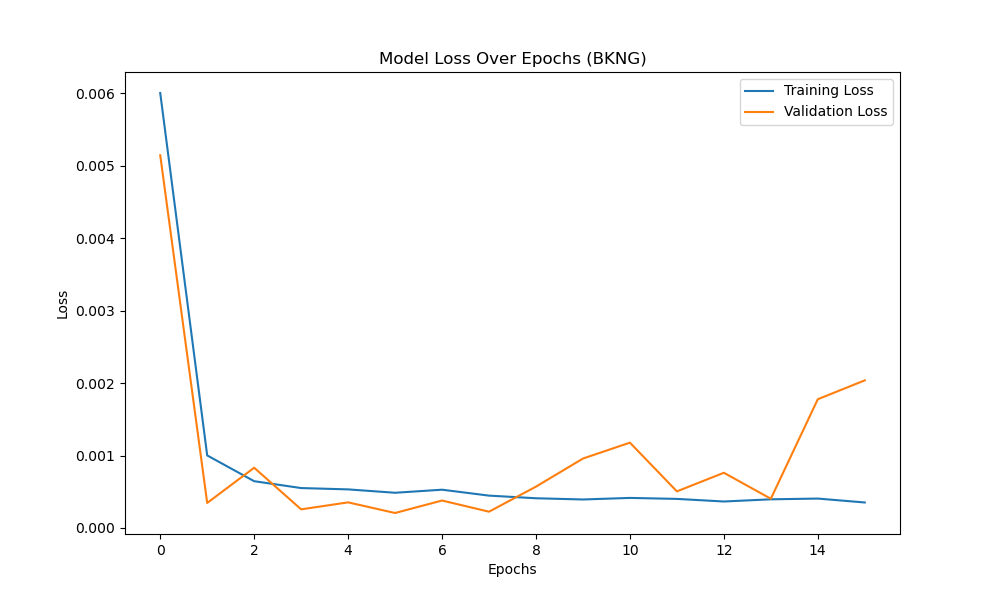 Model Loss Over Epochs (BKNG)
Training Loss
Validation Loss
0.006
0.005
0.004
0.003
0.002
0.001
0.000
Loss
0 2 4 6 8 10 12 14
Epochs